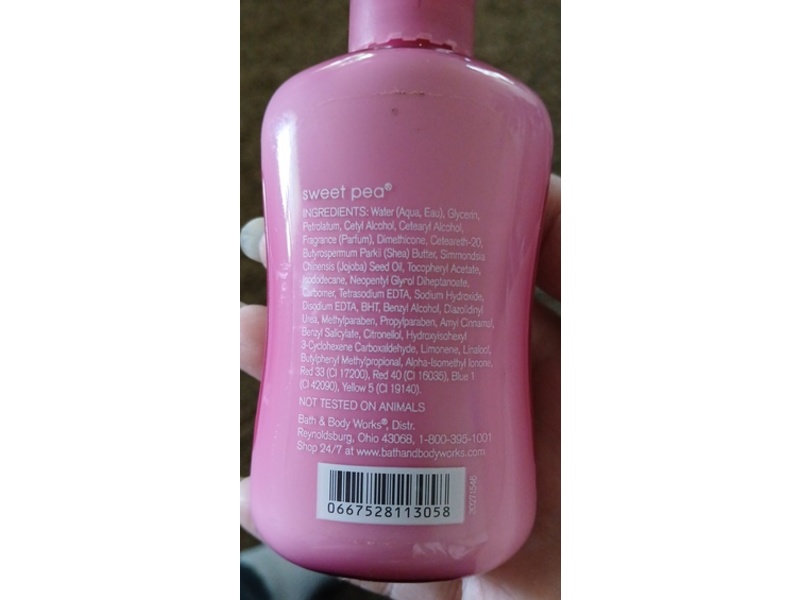 sweet pea®
INGREDIENTS: Water (Aqua, Eau), Glycerin,
Petrolatum, Cetyl Alcohol, Cetearyl Alcohol,
Fragrance (Parfum), Dimethicone, Ceteareth-20,
Butyrospermum Parkii (Shea) Butter, Simmondsia
Chinensis (Jojoba) Seed Oil, Tocopheryl Acetate,
Isododecane, Neopentyl Glycol Diheptanoate,
Carbomer, Tetrasodium EDTA, Sodium Hydroxide,
Disodium EDTA, BHT, Benzyl Alcohol, Diazolidinyl
Urea, Methylparaben, Propylparaben, Amyl Cinnamal,
Benzyl Salicylate, Citronellol, Hydroxyisohexyl
3-Cyclohexene Carboxaldehyde, Limonene, Linalool,
Butylphenyl Methylpropional, Alpha-Isomethyl Ionone,
Red 33 (CI 17200), Red 40 (CI 16035), Blue 1
(CI 42090), Yellow 5 (CI 19140).
NOT TESTED ON ANIMALS
Bath & Body Works®, Distr.
Reynoldsburg, Ohio 43068, 1-800-395-1001
Shop 24/7 at www.bathandbodyworks.com
0667528113058